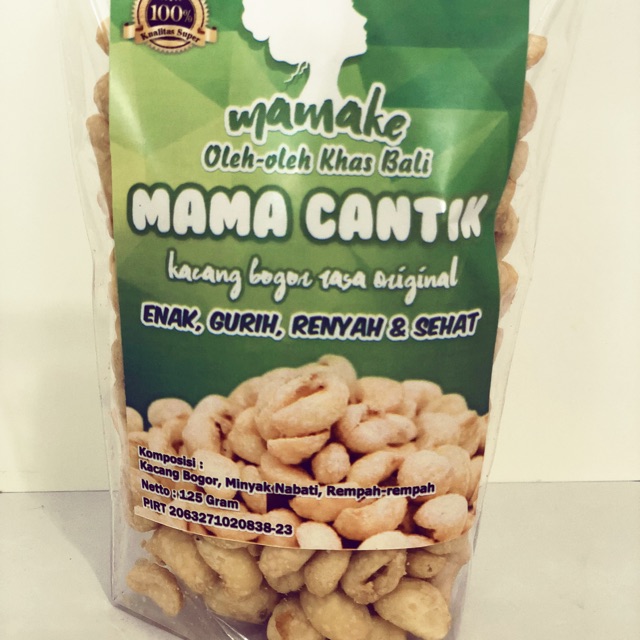 100%
Kualitas Super
mamake
Oleh-oleh Khas Bali
MAMA CANTIK
kacang bogor rasa original
ENAK, GURIH, RENYAH & SEHAT
Komposisi :
Kacang Bogor, Minyak Nabati, Rempah-rempah
Netto : 125 Gram
PIRT 2063271020838-23